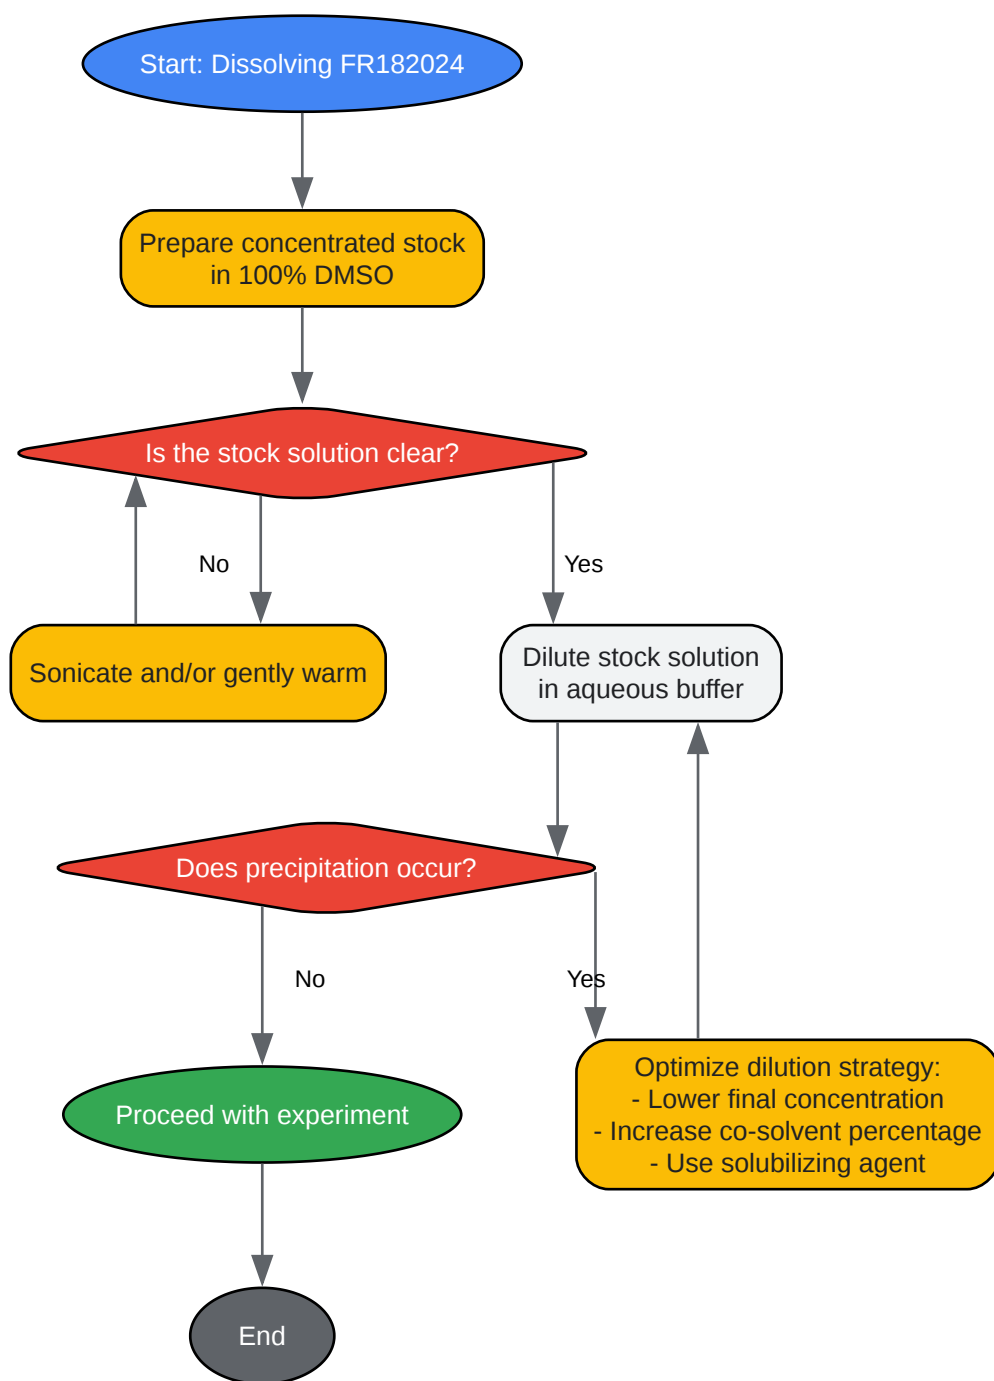 Start: Dissolving FR182024
Prepare concentrated stock
in 100% DMSO
Is the stock solution clear?
No
Yes
Sonicate and/or gently warm
Dilute stock solution
in aqueous buffer
Does precipitation occur?
No
Yes
Optimize dilution strategy:
- Lower final concentration
- Increase co-solvent percentage
- Use solubilizing agent
Proceed with experiment
End